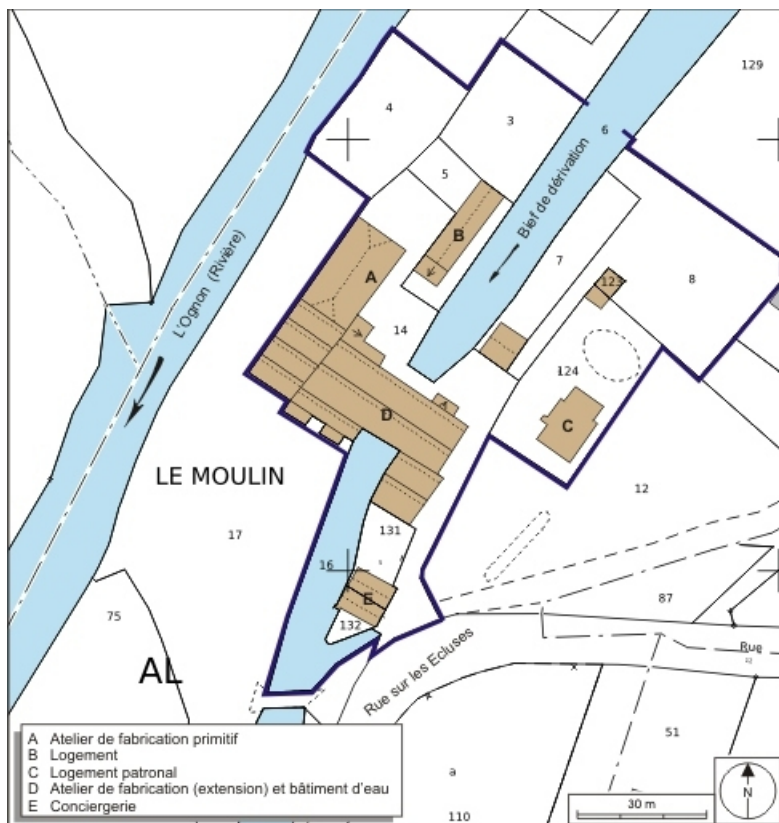 129
4
3
6
5
Bief de dérivation
B
L'Ognon (Rivière)
A
7
123
8
14
124
D
C
LE MOULIN
12
17
131
16
E
132
87
75
Rue
AL
Rue sur les Ecluses
51
a
110
A Atelier de fabrication primitif
B Logement
C Logement patronal
D Atelier de fabrication (extension) et bâtiment d'eau
E Conciergerie
30 m
N